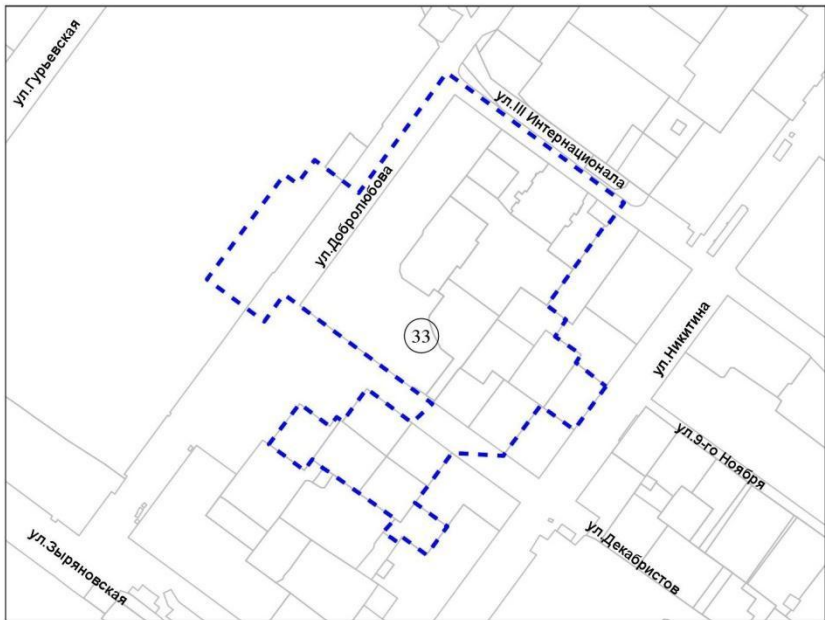 ул.Гурьевская
ул.III Интернационала
ул.Добролюбова
33
ул.Никитина
ул.9-го Ноября
ул.Декабристов
ул.Зыряновская